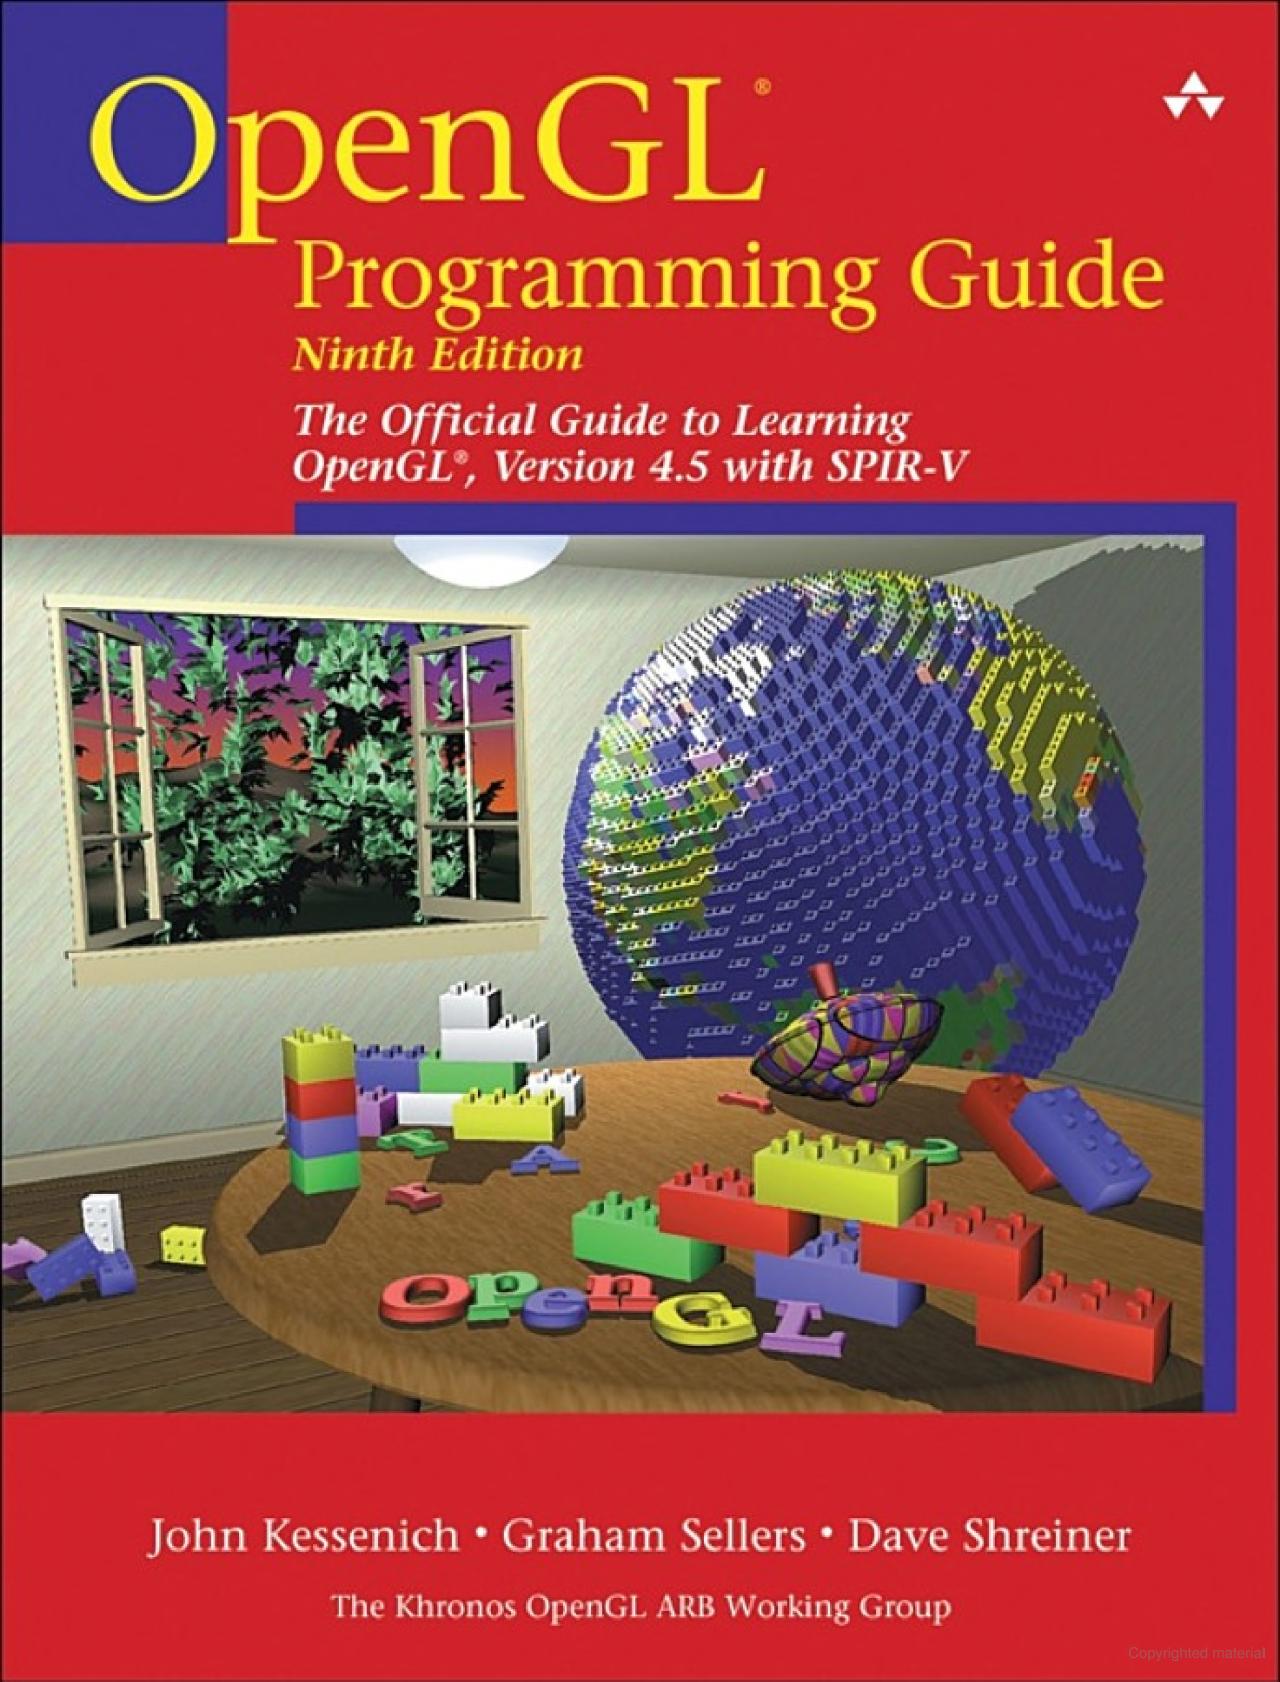 OpenGL®
Programming Guide
Ninth Edition
The Official Guide to Learning
OpenGL®, Version 4.5 with SPIR-V
OpenGL
John Kessenich • Graham Sellers • Dave Shreiner
The Khronos OpenGL ARB Working Group
Copyrighted material